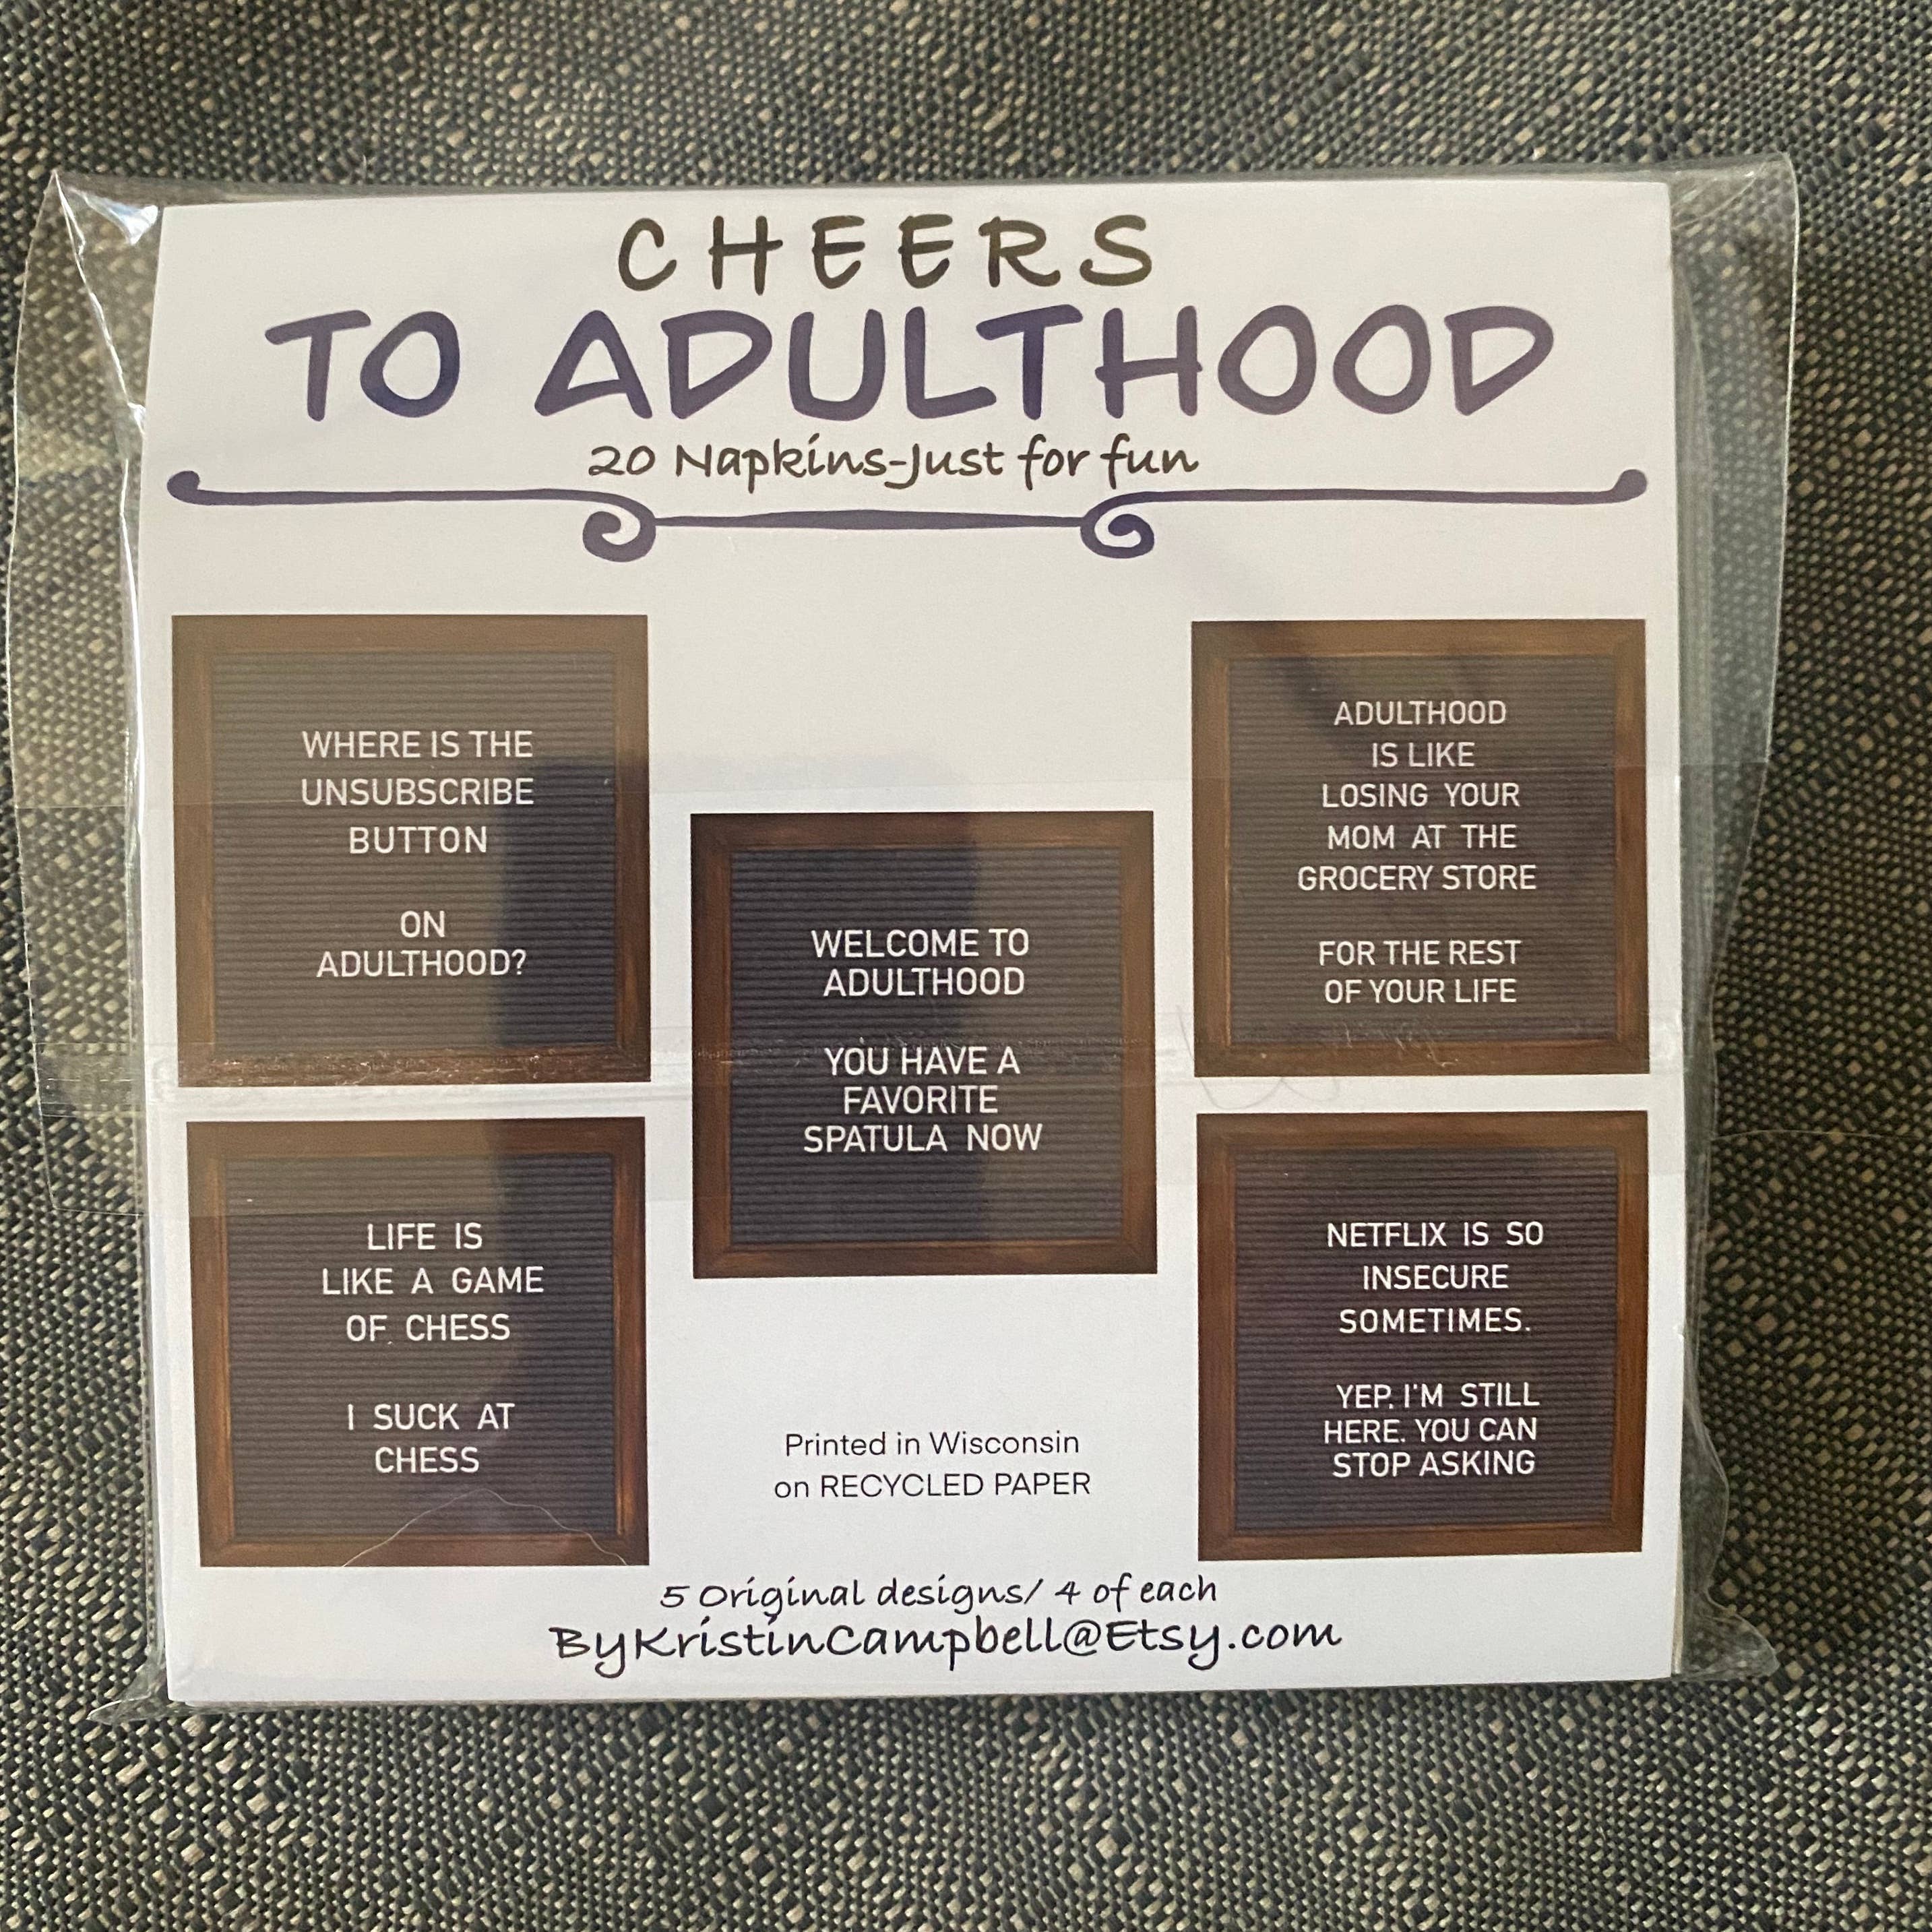 CHEERS
TO ADULTHOOD
20 Napkins-Just for fun
WHERE IS THE
UNSUBSCRIBE
BUTTON
ON
ADULTHOOD?
ADULTHOOD
IS LIKE
LOSING YOUR
MOM AT THE
GROCERY STORE
FOR THE REST
OF YOUR LIFE
WELCOME TO
ADULTHOOD
YOU HAVE A
FAVORITE
SPATULA NOW
LIFE IS
LIKE A GAME
OF CHESS
I SUCK AT
CHESS
NETFLIX IS SO
INSECURE
SOMETIMES.
YEP. I'M STILL
HERE. YOU CAN
STOP ASKING
Printed in Wisconsin
on RECYCLED PAPER
5 Original designs/ 4 of each
ByKristinCampbell@Etsy.com